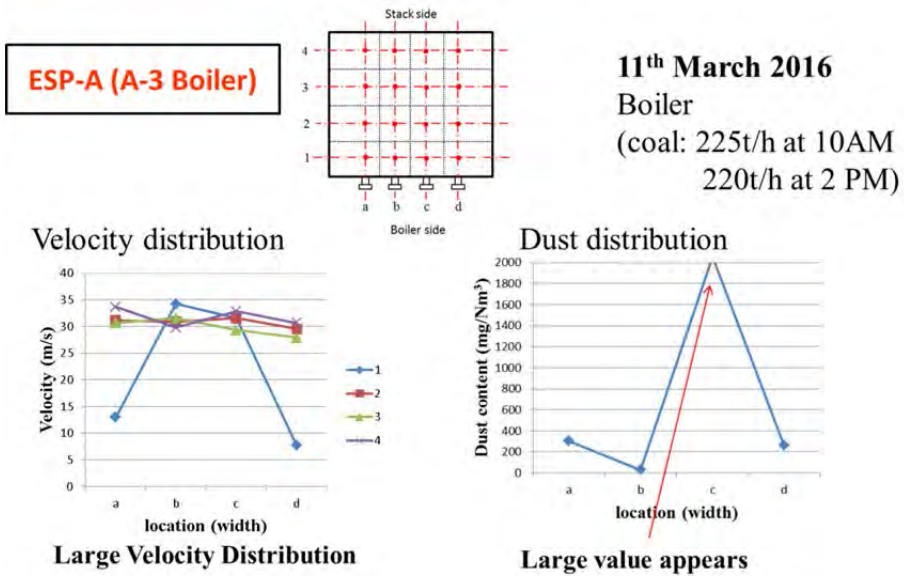 Stack side
ESP-A (A-3 Boiler)
4
3
2
1
a b c d
Boiler side
11th March 2016
Boiler
(coal: 225t/h at 10AM
220t/h at 2 PM)
Velocity distribution
40
35
30
25
20
15
10
5
0
Velocity (m/s)
a b c d
location (width)
1
2
3
4
Large Velocity Distribution
Dust distribution
2000
1800
1600
1400
1200
1000
800
600
400
200
0
Dust content (mg/Nm³)
a b c d
location (width)
Large value appears